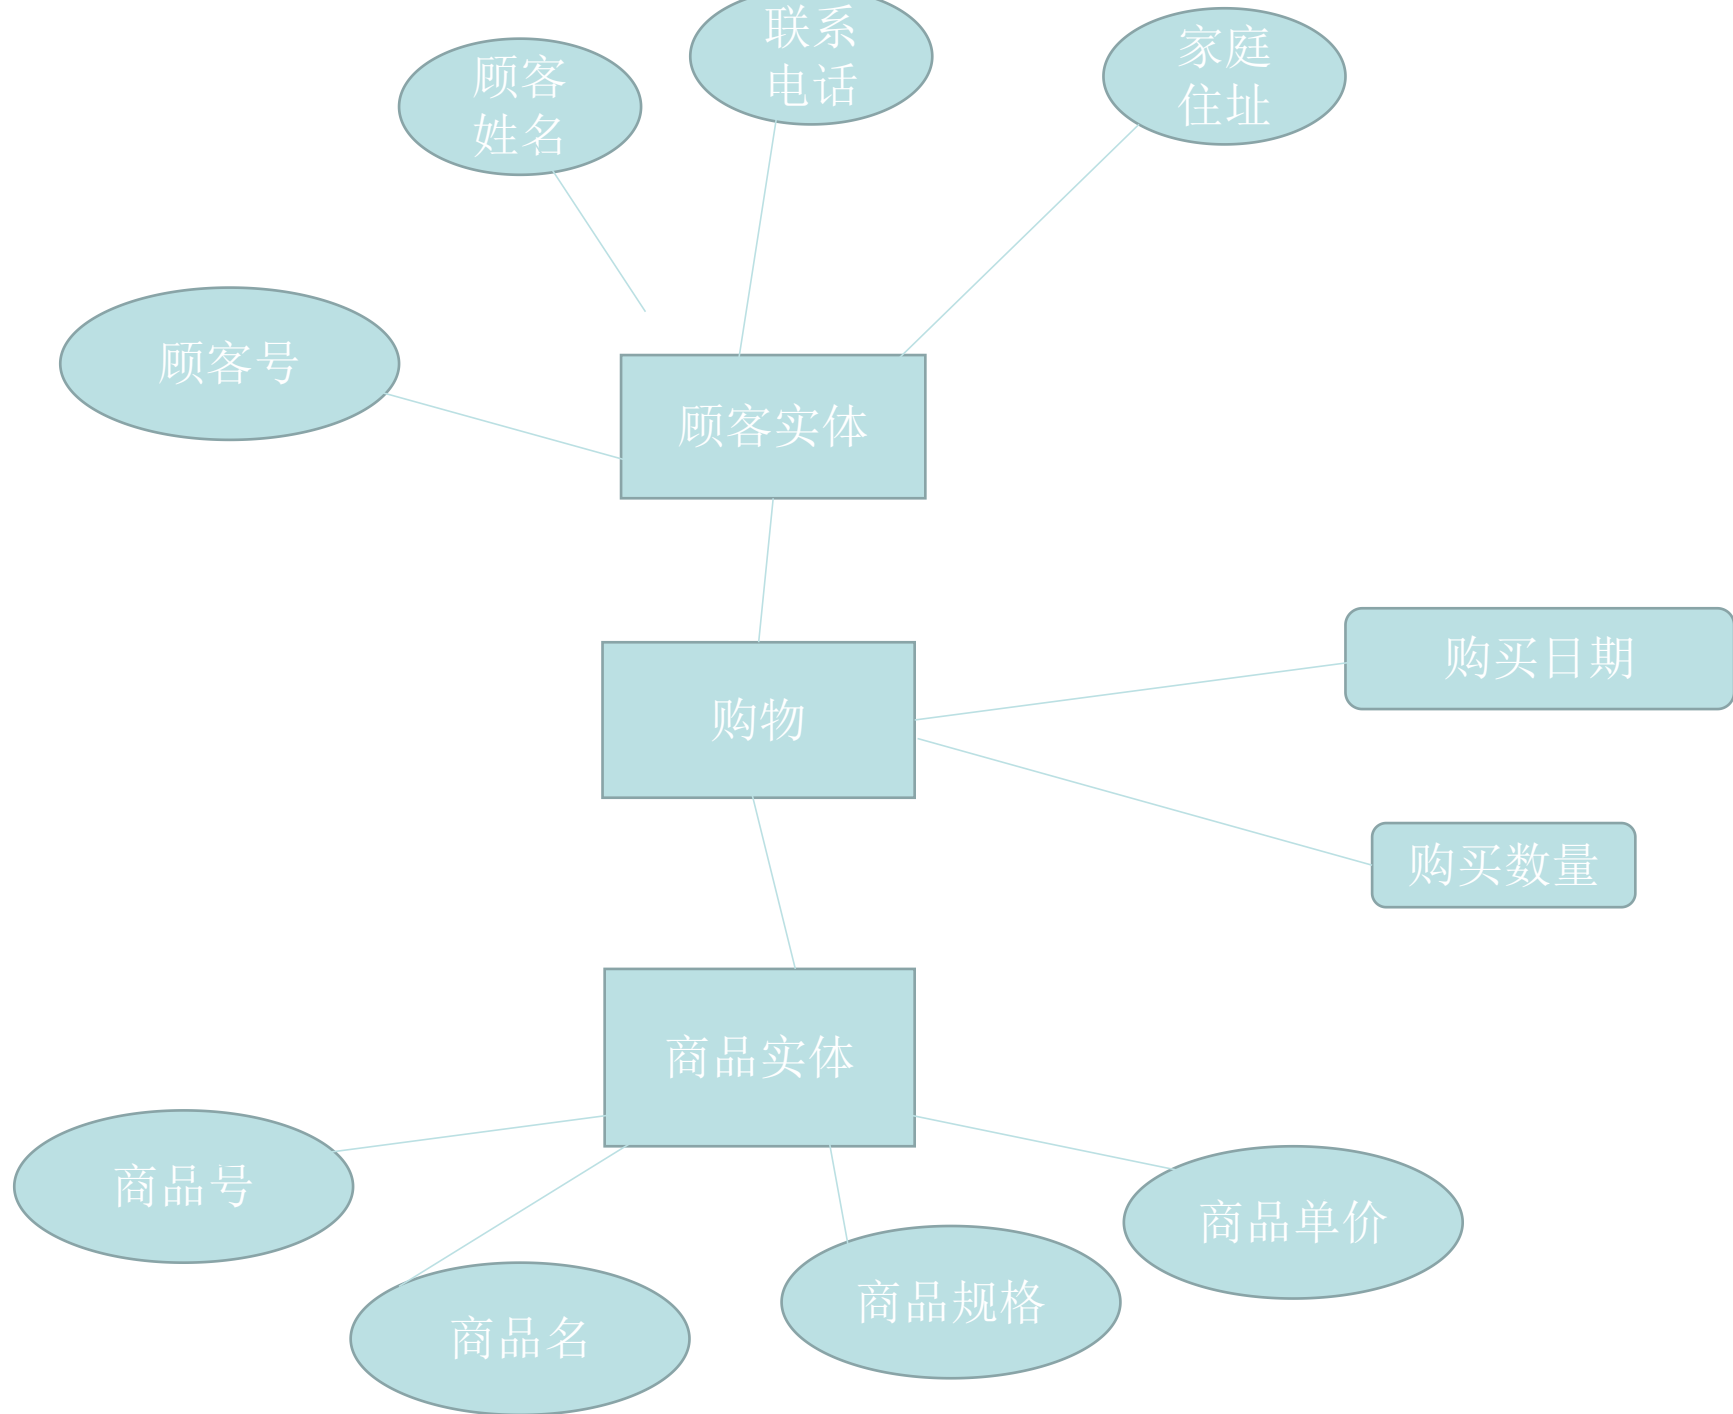 联系
电话
家庭
住址
顾客
姓名
顾客号
顾客实体
购买日期
购物
购买数量
商品实体
商品号
商品单价
商品规格
商品名